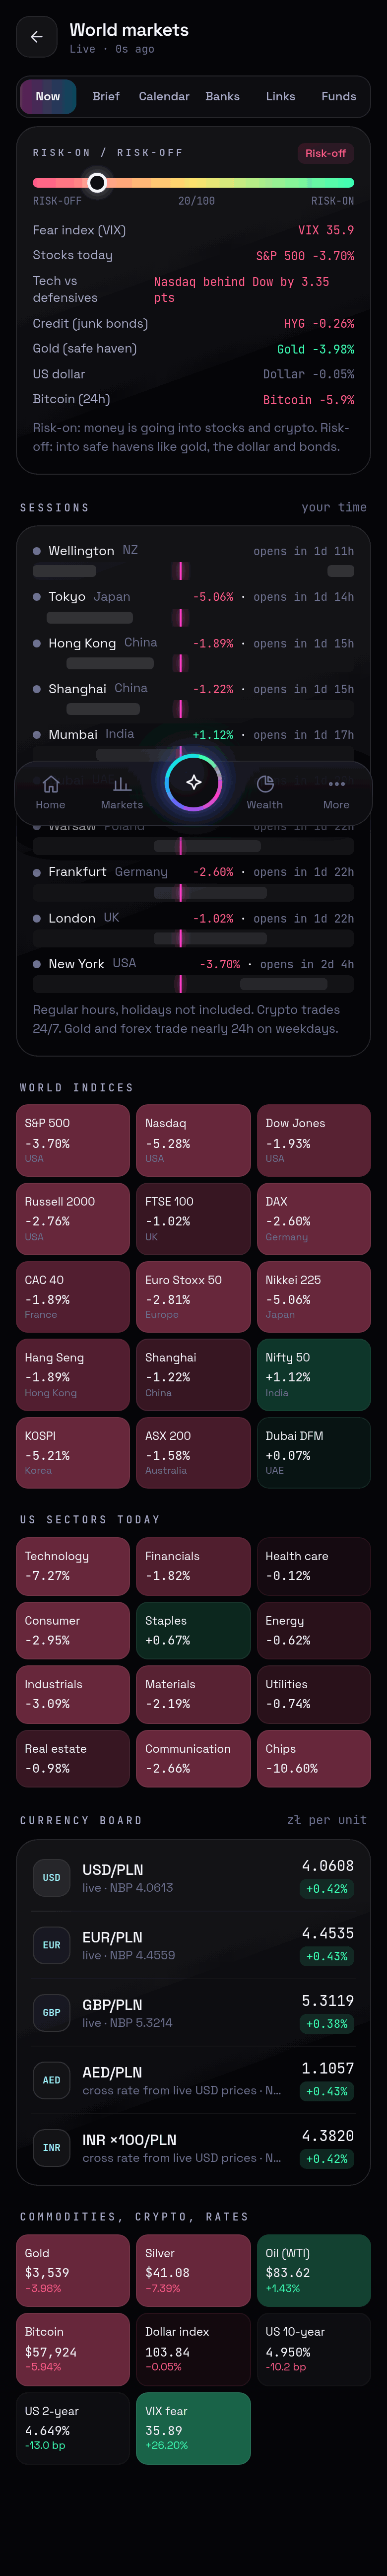 World markets
Live · 0s ago
Now Brief Calendar Banks Links Funds
RISK-ON / RISK-OFF Risk-off
RISK-OFF 20/100 RISK-ON
Fear index (VIX) VIX 35.9
Stocks today S&P 500 -3.70%
Tech vs defensives Nasdaq behind Dow by 3.35 pts
Credit (junk bonds) HYG -0.26%
Gold (safe haven) Gold -3.98%
US dollar Dollar -0.05%
Bitcoin (24h) Bitcoin -5.9%
Risk-on: money is going into stocks and crypto. Risk-
off: into safe havens like gold, the dollar and bonds.
SESSIONS your time
Wellington NZ opens in 1d 11h
Tokyo Japan -5.06% · opens in 1d 14h
Hong Kong China -1.89% · opens in 1d 15h
Shanghai China -1.22% · opens in 1d 15h
Mumbai India +1.12% · opens in 1d 17h
Home Markets Wealth More
Warsaw Poland opens in 1d 22h
Frankfurt Germany -2.60% · opens in 1d 22h
London UK -1.02% · opens in 1d 22h
New York USA -3.70% · opens in 2d 4h
Regular hours, holidays not included. Crypto trades
24/7. Gold and forex trade nearly 24h on weekdays.
WORLD INDICES
S&P 500 Nasdaq Dow Jones
-3.70% -5.28% -1.93%
USA USA USA
Russell 2000 FTSE 100 DAX
-2.76% -1.02% -2.60%
USA UK Germany
CAC 40 Euro Stoxx 50 Nikkei 225
-1.89% -2.81% -5.06%
France Europe Japan
Hang Seng Shanghai Nifty 50
-1.89% -1.22% +1.12%
Hong Kong China India
KOSPI ASX 200 Dubai DFM
-5.21% -1.58% +0.07%
Korea Australia UAE
US SECTORS TODAY
Technology Financials Health care
-7.27% -1.82% -0.12%
Consumer Staples Energy
-2.95% +0.67% -0.62%
Industrials Materials Utilities
-3.09% -2.19% -0.74%
Real estate Communication Chips
-0.98% -2.66% -10.60%
CURRENCY BOARD zł per unit
USD USD/PLN 4.0608
live · NBP 4.0613 +0.42%
EUR EUR/PLN 4.4535
live · NBP 4.4559 +0.43%
GBP GBP/PLN 5.3119
live · NBP 5.3214 +0.38%
AED AED/PLN 1.1057
cross rate from live USD prices · N… +0.43%
INR INR ×100/PLN 4.3820
cross rate from live USD prices · N… +0.42%
COMMODITIES, CRYPTO, RATES
Gold Silver Oil (WTI)
$3,539 $41.08 $83.62
−3.98% −7.39% +1.43%
Bitcoin Dollar index US 10-year
$57,924 103.84 4.950%
−5.94% −0.05% -10.2 bp
US 2-year VIX fear
4.649% 35.89
-13.0 bp +26.20%